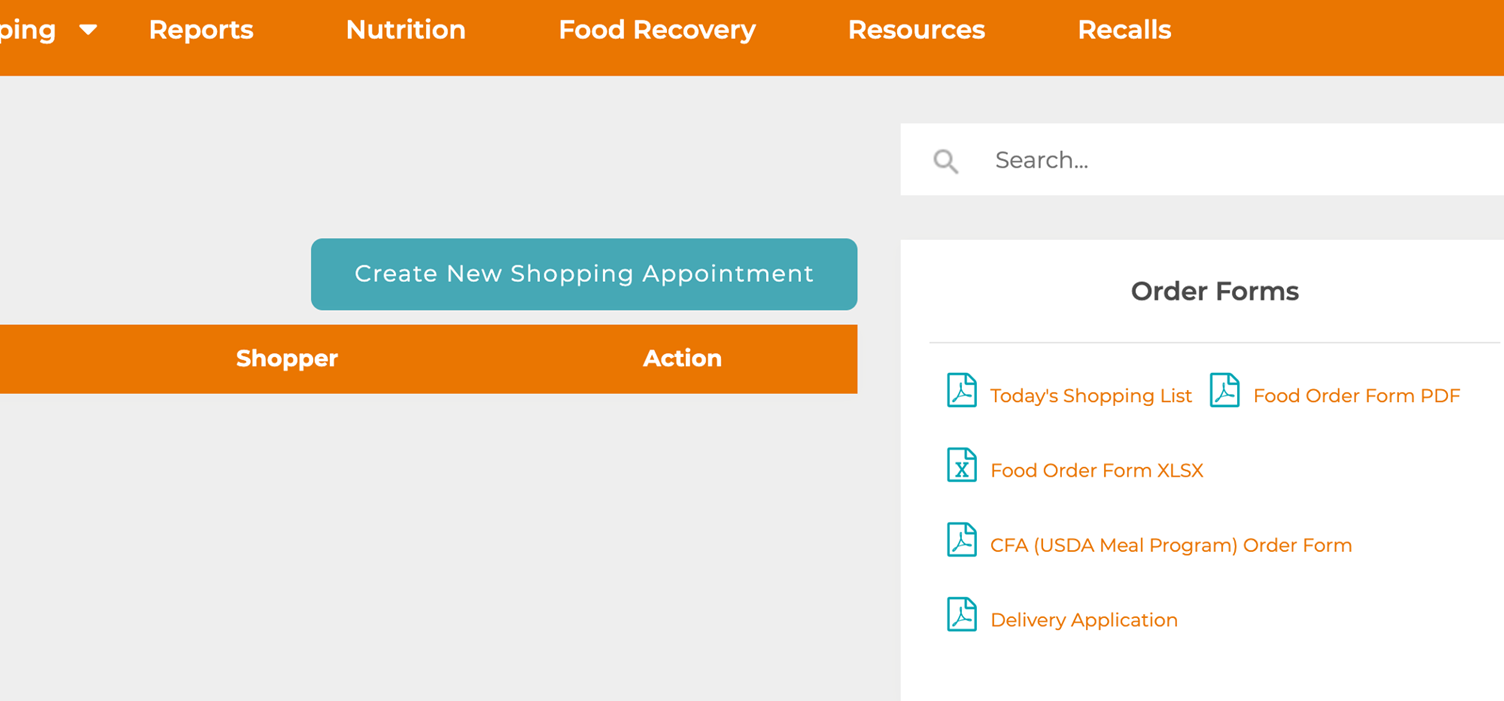 ping Reports Nutrition Food Recovery Resources Recalls
Search...
Create New Shopping Appointment
Shopper Action
Order Forms
Today's Shopping List Food Order Form PDF
Food Order Form XLSX
CFA (USDA Meal Program) Order Form
Delivery Application